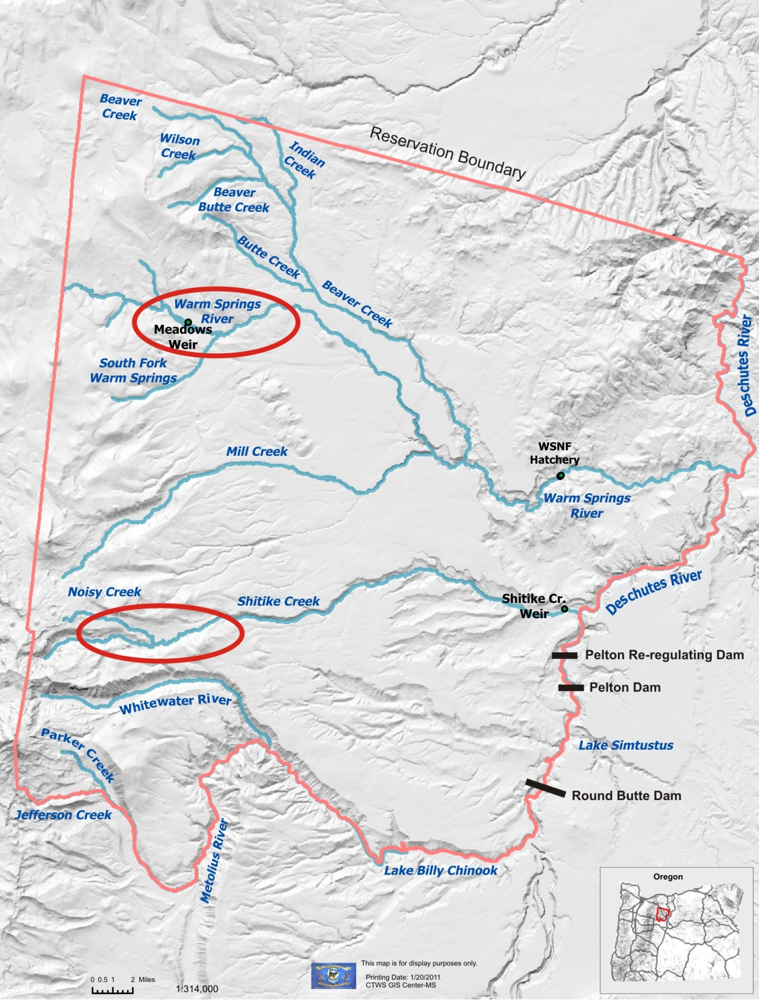 Beaver
Creek
Wilson
Creek
Indian
Creek
Reservation Boundary
Beaver
Butte Creek
Butte Creek
Beaver Creek
Warm Springs
River
Meadows
Weir
South Fork
Warm Springs
Deschutes River
Mill Creek
WSNF
Hatchery
Warm Springs
River
Noisy Creek
Shitike Creek
Shitike Cr.
Weir
Deschutes River
Pelton Re-regulating Dam
Pelton Dam
Whitewater River
Parker Creek
Lake Simtustus
Round Butte Dam
Jefferson Creek
Metolius River
Lake Billy Chinook
Oregon
0 0.5 1 2 Miles
1:314,000
This map is for display purposes only.
Printing Date: 1/20/2011
CTWS GIS Center-MS